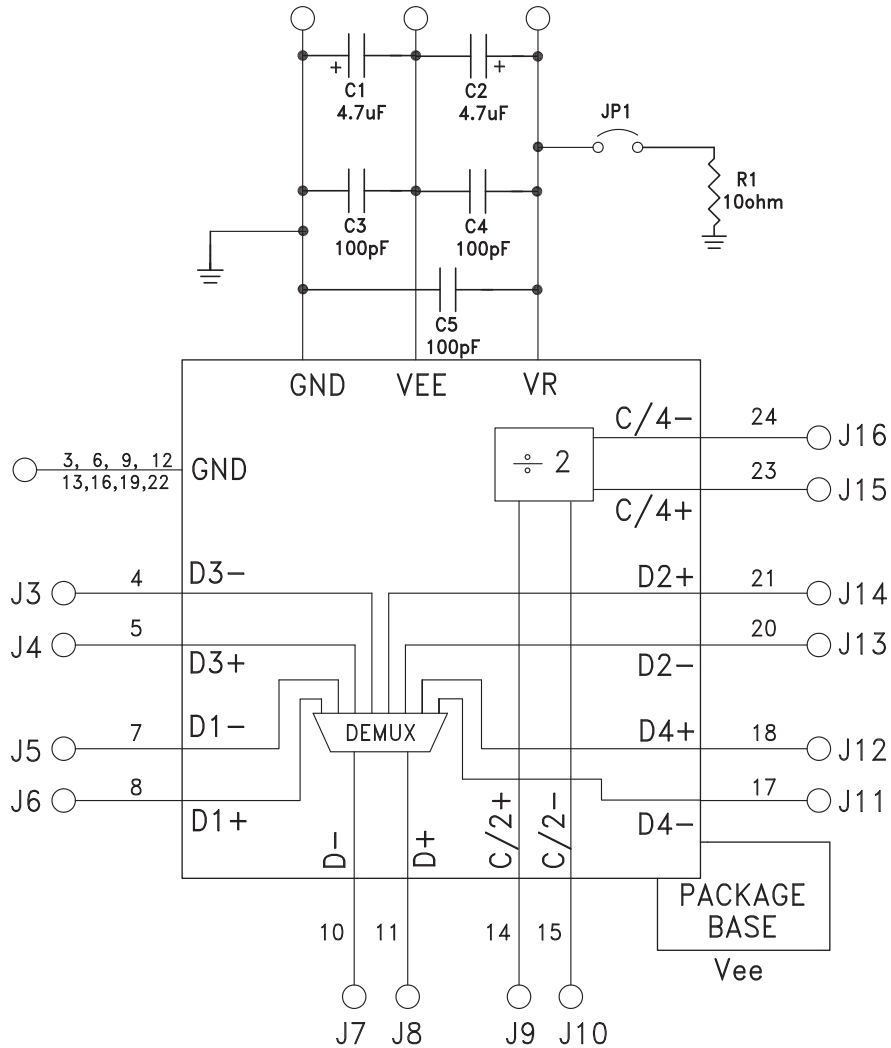 + C1 4.7uF
C2 + 4.7uF
JP1
R1
10ohm
C3
100pF
C4
100pF
C5
100pF
GND VEE VR
C/4- 24 J16
÷ 2
23 J15
C/4+
3, 6, 9, 12
13,16,19,22
GND
J3 4 D3-
D2+ 21 J14
J4 5 D3+
20 J13
D2-
J5 7 D1-
DEMUX
D4+ 18 J12
J6 8 D1+
17 J11
D4-
D- D+ C/2+ C/2-
PACKAGE
BASE
Vee
10 11 14 15
J7 J8 J9 J10